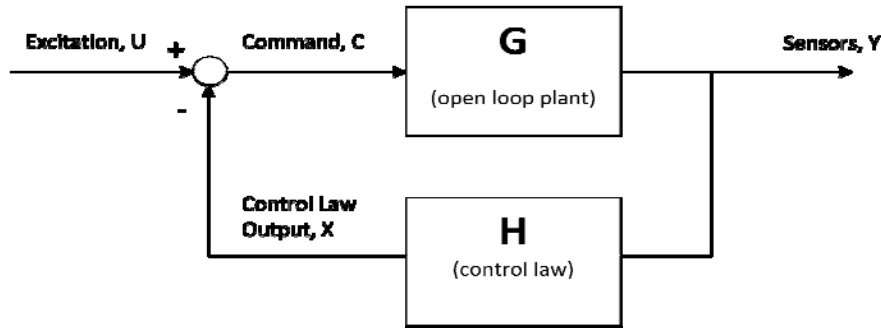 Excitation, U
+
Command, C
G
(open loop plant)
Sensors, Y
-
Control Law
Output, X
H
(control law)